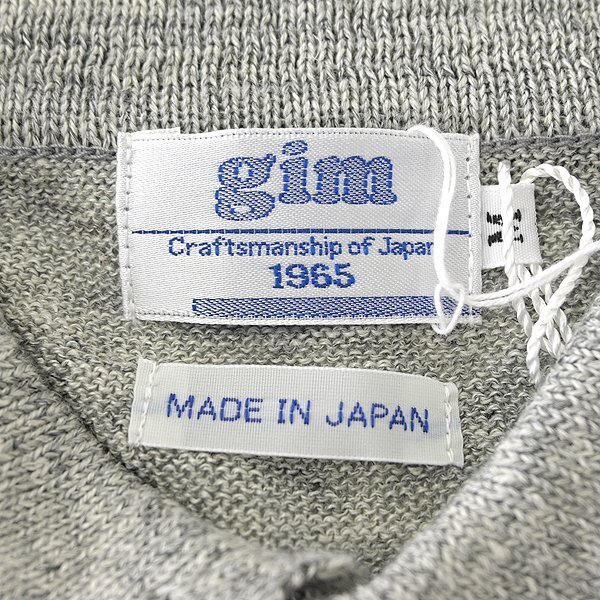 gim
Craftsmanship of Japan
1965
MADE IN JAPAN